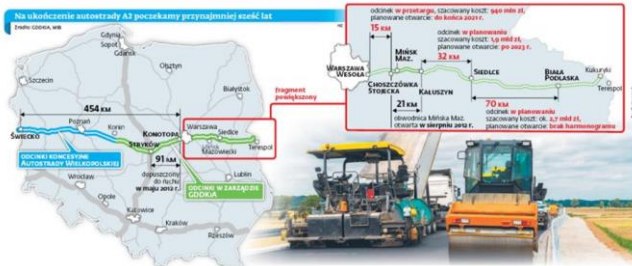 Na ukończenie autostrady A2 poczekamy przynajmniej sześć lat
Źródło: GDDKIA, WIB
Gdynia
Sopot
Gdańsk
Olsztyn
Szczecin
Białystok
454 KM
Poznań
Konin
KONOTOPA
Warszawa
Siedlce
ŚWIECKO
STRYKÓW
Mińsk
Mazowiecki
Terespol
ODCINKI KONCESYJNE
AUTOSTRADY WIELKOPOLSKIEJ
91 KM
dopuszczony
do ruchu
w maju 2012 r.
ODCINKI W ZARZĄDZIE
GDDKIA
Lublin
Wrocław
Opole
Katowice
Kraków
Rzeszów
fragment
powiększony
odcinek w przetargu, szacowany koszt: 940 mln zł,
planowane otwarcie: do końca 2021 r.
15 KM
odcinek w planowaniu
szacowany koszt: 1,9 mld zł,
planowane otwarcie: po 2023 r.
32 KM
WARSZAWA
WESOŁA
MIŃSK
MAZ.
CHOSZCZÓWKA
STOJECKA
KAŁUSZYN
SIEDLCE
BIAŁA
PODLASKA
Kukuryki
Terespol
21 KM
obwodnica Mińska Maz.
otwarta w sierpniu 2012 r.
70 KM
odcinek w planowaniu
szacowany koszt: ok. 2,7 mld zł,
planowane otwarcie: brak harmonogramu